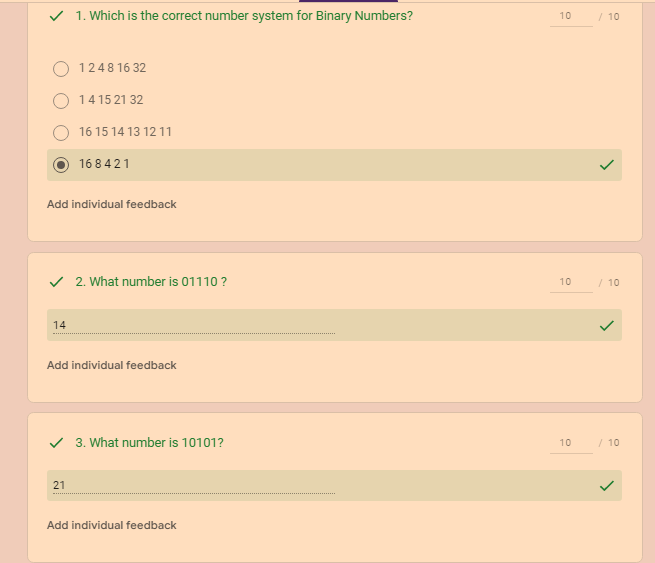 1. Which is the correct number system for Binary Numbers?
10 / 10
1 2 4 8 16 32
1 4 15 21 32
16 15 14 13 12 11
16 8 4 2 1
Add individual feedback
2. What number is 01110 ?
10 / 10
14
Add individual feedback
3. What number is 10101?
10 / 10
21
Add individual feedback